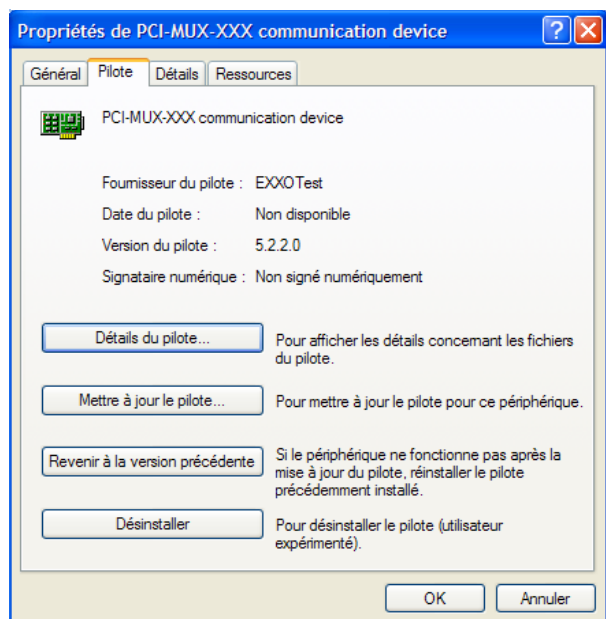 Propriétés de PCI-MUX-XXX communication device
Général Pilote Détails Ressources
PCI-MUX-XXX communication device
Fournisseur du pilote : EXXOTest
Date du pilote : Non disponible
Version du pilote : 5.2.2.0
Signataire numérique : Non signé numériquement
Détails du pilote... Pour afficher les détails concernant les fichiers
du pilote.
Mettre à jour le pilote... Pour mettre à jour le pilote pour ce périphérique.
Revenir à la version précédente Si le périphérique ne fonctionne pas après la
mise à jour du pilote, réinstaller le pilote
précédemment installé.
Désinstaller Pour désinstaller le pilote (utilisateur
expérimenté).
OK Annuler